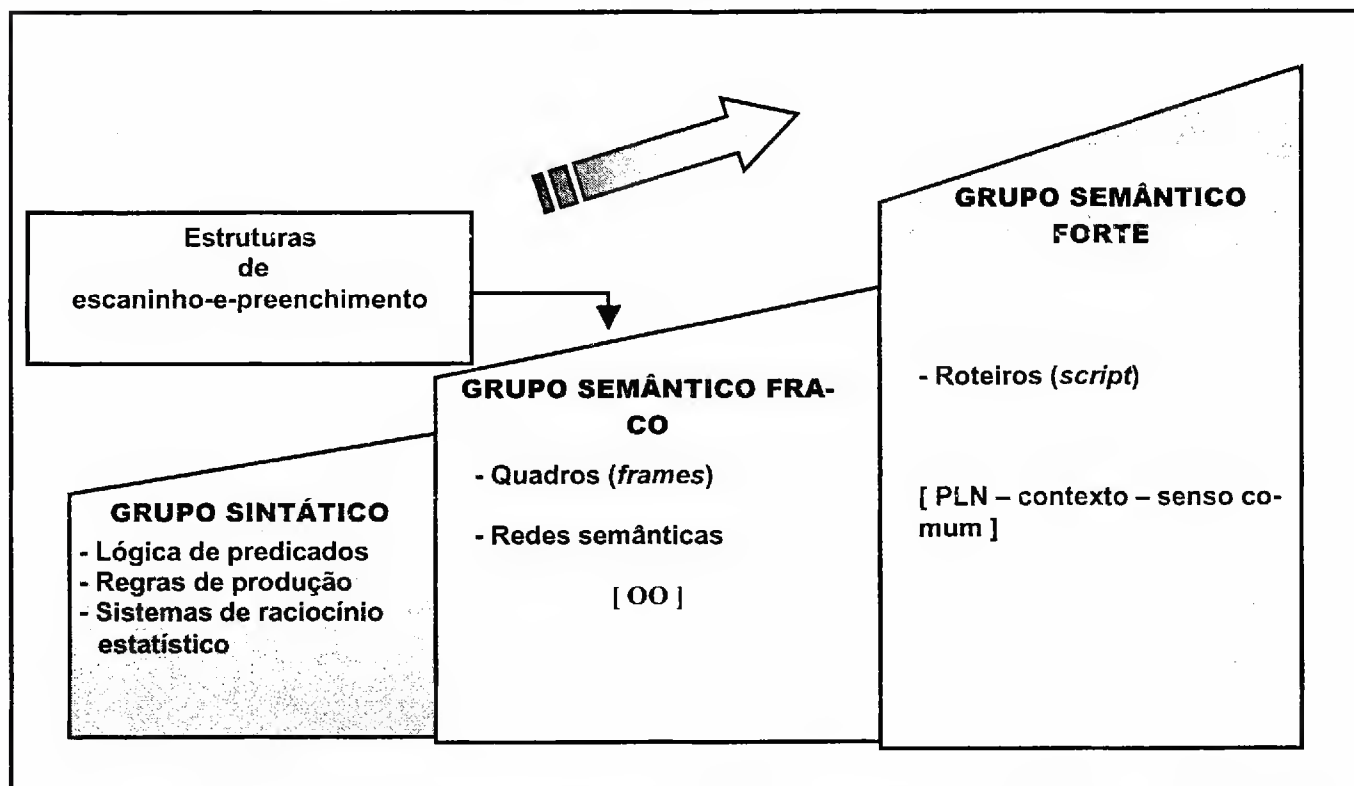 Estruturas
de
escaninho-e-preenchimento
GRUPO SINTÁTICO
- Lógica de predicados
- Regras de produção
- Sistemas de raciocínio
estatístico
GRUPO SEMÂNTICO FRA-
CO
- Quadros (frames)
- Redes semânticas
[ OO ]
GRUPO SEMÂNTICO
FORTE
- Roteiros (script)
[ PLN – contexto – senso co-
mum ]